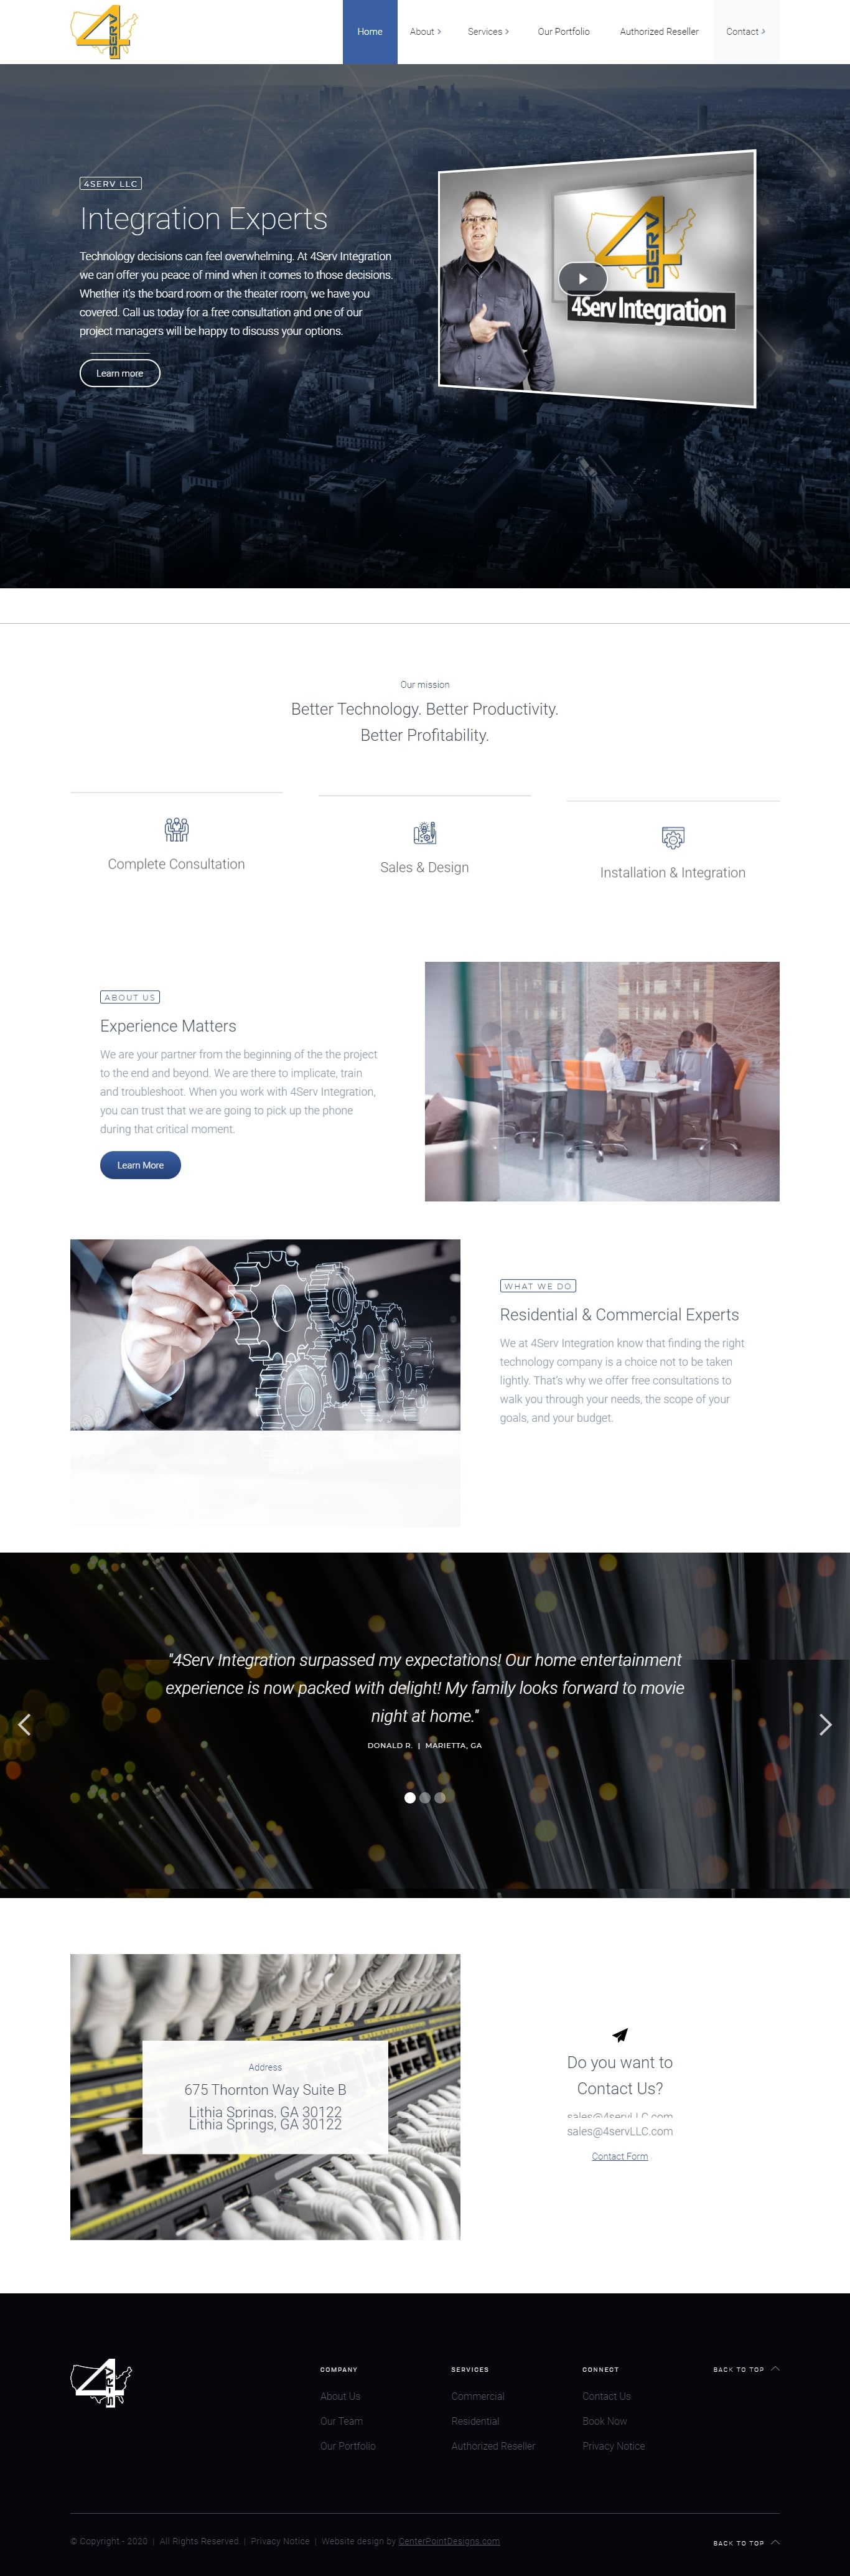 4 SERV
Home
About
Services
Our Portfolio
Authorized Reseller
Contact
4SERV LLC
Integration Experts
Technology decisions can feel overwhelming. At 4Serv Integration
we can offer you peace of mind when it comes to those decisions.
Whether it's the board room or the theater room, we have you
covered. Call us today for a free consultation and one of our
project managers will be happy to discuss your options.
Learn more
4 SERV
4Serv Integration
Our mission
Better Technology. Better Productivity.
Better Profitability.
Complete Consultation
Sales & Design
Installation & Integration
ABOUT US
Experience Matters
We are your partner from the beginning of the the project
to the end and beyond. We are there to implicate, train
and troubleshoot. When you work with 4Serv Integration,
you can trust that we are going to pick up the phone
during that critical moment.
Learn More
WHAT WE DO
Residential & Commercial Experts
We at 4Serv Integration know that finding the right
technology company is a choice not to be taken
lightly. That's why we offer free consultations to
walk you through your needs, the scope of your
goals, and your budget.
"4Serv Integration surpassed my expectations! Our home entertainment
experience is now packed with delight! My family looks forward to movie
night at home."
DONALD R. | MARIETTA, GA
Address
675 Thornton Way Suite B
Lithia Springs, GA 30122
Lithia Springs, GA 30122
Do you want to
Contact Us?
sales@4servLLC.com
sales@4servLLC.com
Contact Form
4 SERV
COMPANY
About Us
Our Team
Our Portfolio
SERVICES
Commercial
Residential
Authorized Reseller
CONNECT
Contact Us
Book Now
Privacy Notice
BACK TO TOP
© Copyright - 2020 | All Rights Reserved. | Privacy Notice | Website design by CenterPointDesigns.com
BACK TO TOP